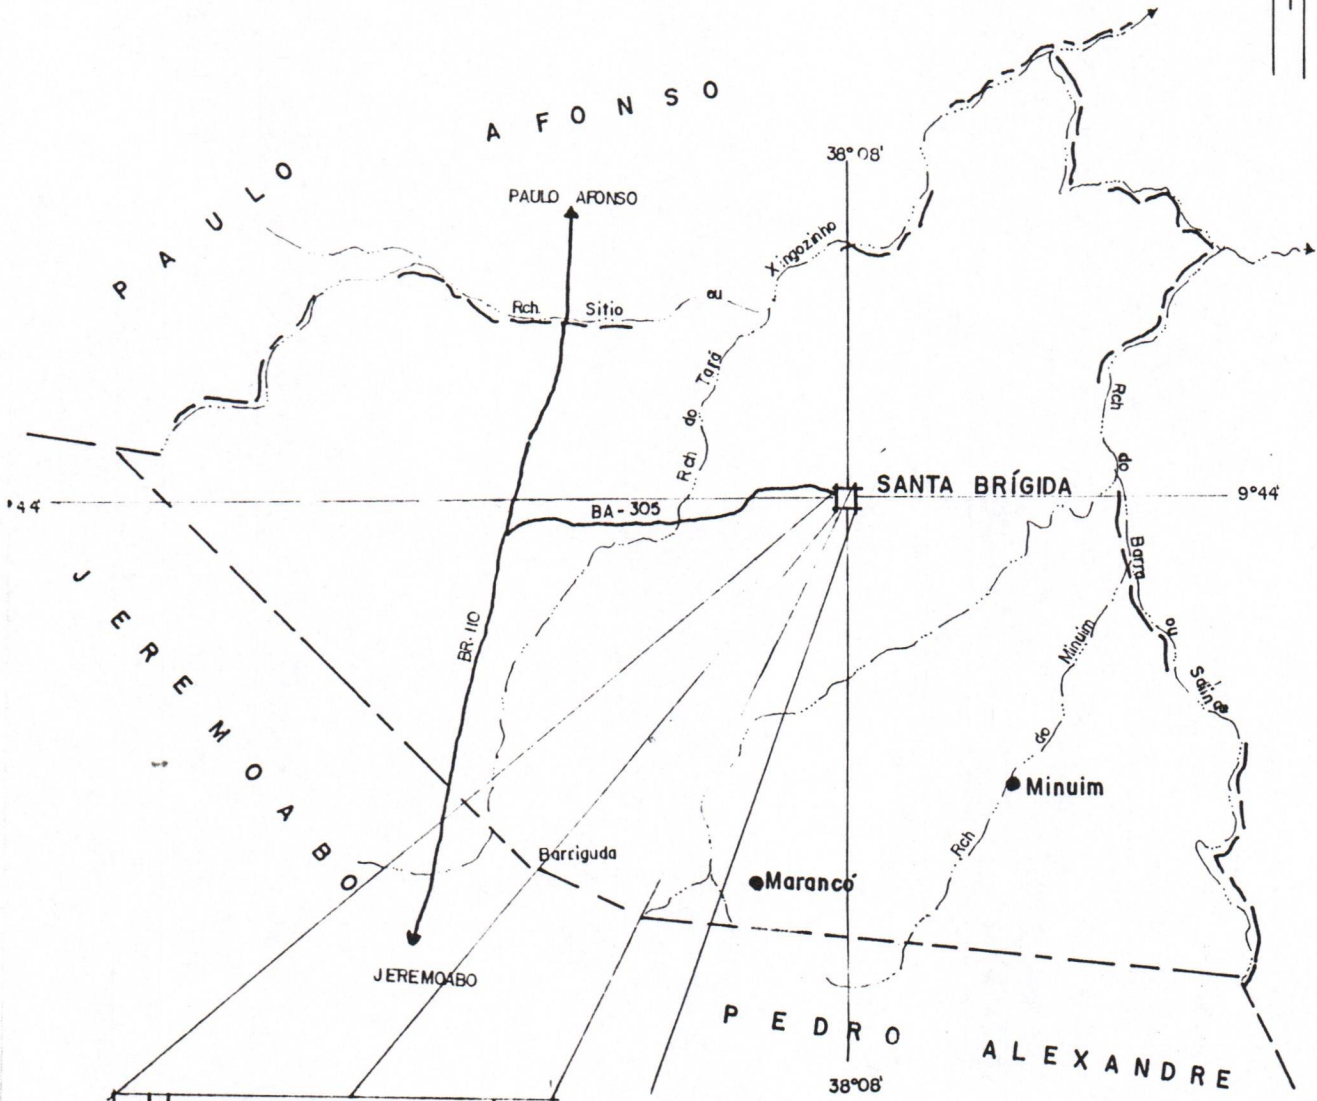 AFONSO
38°08'
PAULO
PAULO AFONSO
Xingozinho
Rch. Sitio ou
Rch do Tará
Rch do Barra ou Salinas
SANTA BRÍGIDA
9°44'
°44'
BA-305
JEREMOABO
BR-110
Rch do Minuim
Minuim
Barriguda
Marancó
JEREMOABO
PEDRO ALEXANDRE
38°08'